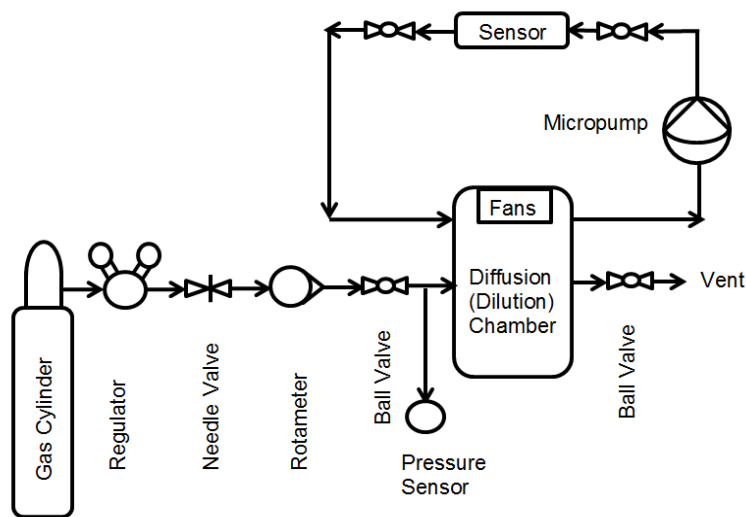 Sensor
Micropump
Fans
Diffusion
(Dilution)
Chamber
Vent
Gas Cylinder
Regulator
Needle Valve
Rotameter
Ball Valve
Pressure
Sensor
Ball Valve